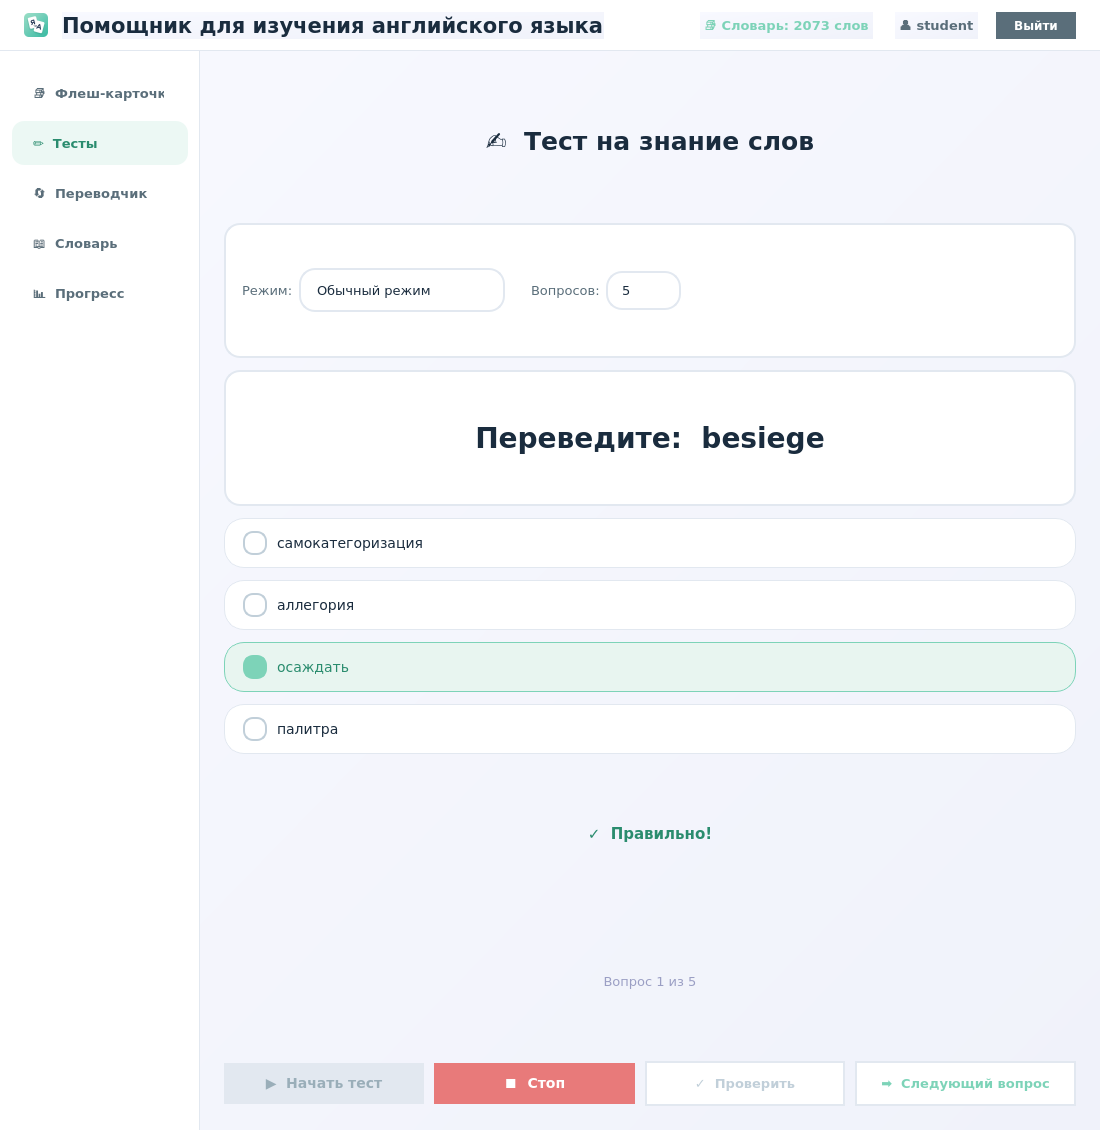 Помощник для изучения английского языка
Словарь: 2073 слов
student
Выйти
Флеш-карточк
Тесты
Переводчик
Словарь
Прогресс
Тест на знание слов
Режим: Обычный режим Вопросов: 5
Переведите: besiege
самокатегоризация
аллегория
осаждать
палитра
✓ Правильно!
Вопрос 1 из 5
▶ Начать тест
■ Стоп
✓ Проверить
➡ Следующий вопрос